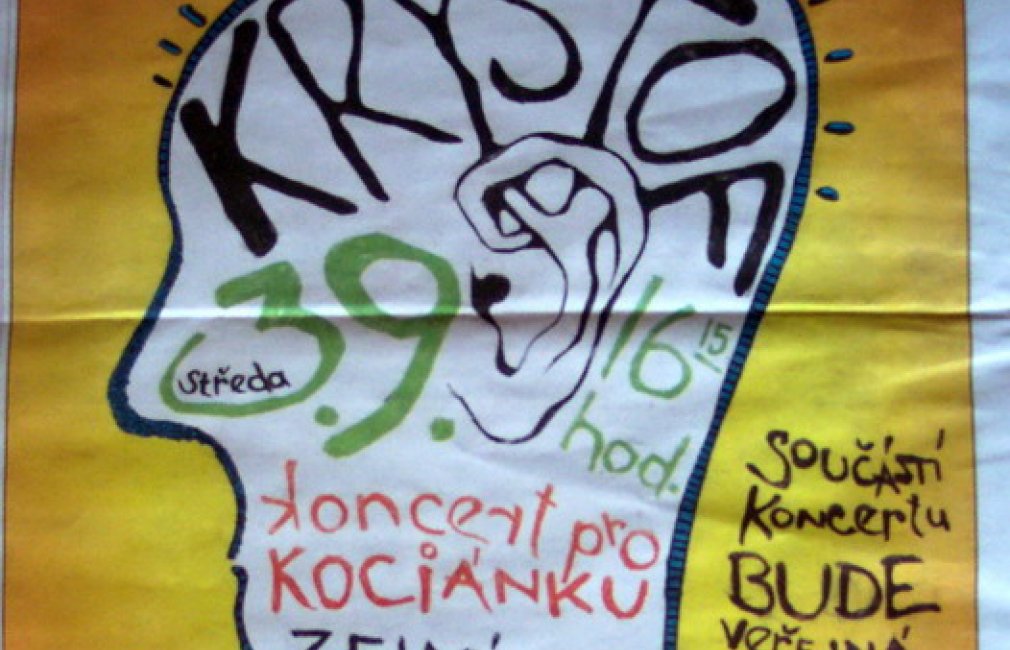 KRYŠTOF
středa
3.9.
16 15
hod.
koncert pro
KOCIÁNKU
SOUČÁSTÍ
Koncertu
BUDE